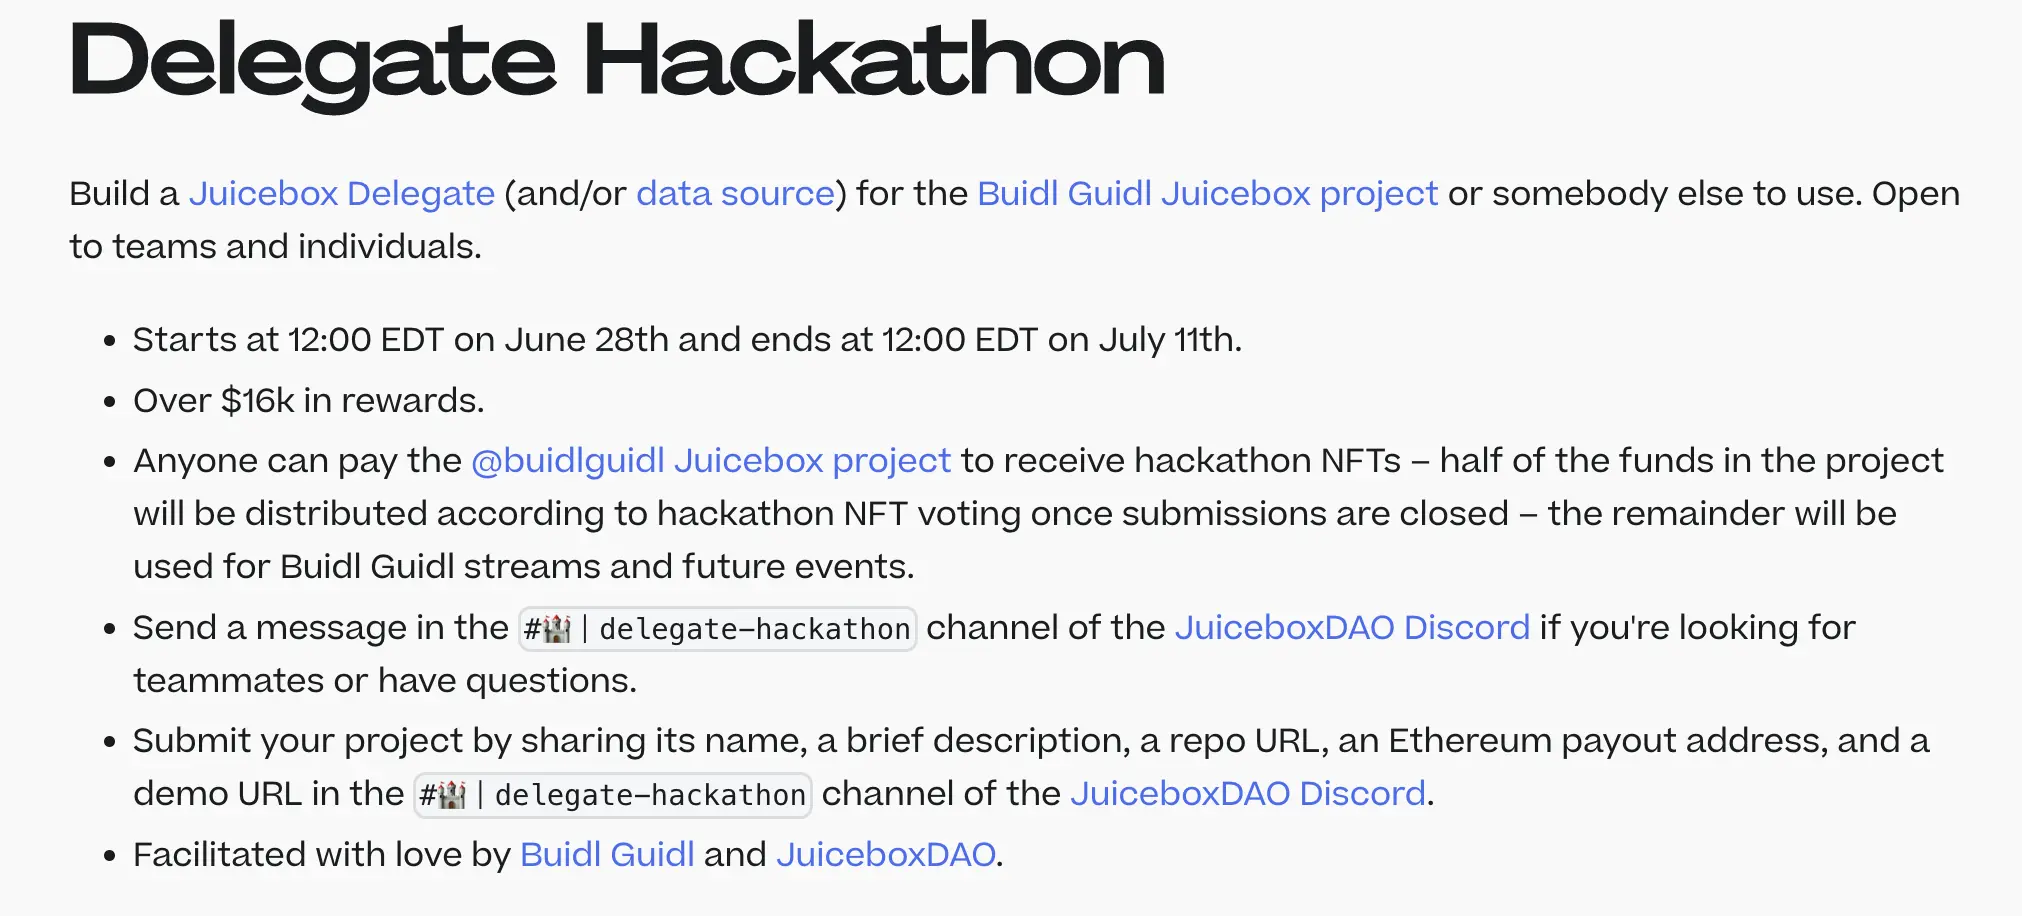 Delegate Hackathon
Build a Juicebox Delegate (and/or data source) for the Buidl Guidl Juicebox project or somebody else to use. Open
to teams and individuals.
• Starts at 12:00 EDT on June 28th and ends at 12:00 EDT on July 11th.
• Over $16k in rewards.
• Anyone can pay the @buidlguidl Juicebox project to receive hackathon NFTs – half of the funds in the project
will be distributed according to hackathon NFT voting once submissions are closed – the remainder will be
used for Buidl Guidl streams and future events.
• Send a message in the #🏰 | delegate-hackathon channel of the JuiceboxDAO Discord if you're looking for
teammates or have questions.
• Submit your project by sharing its name, a brief description, a repo URL, an Ethereum payout address, and a
demo URL in the #🏰 | delegate-hackathon channel of the JuiceboxDAO Discord.
• Facilitated with love by Buidl Guidl and JuiceboxDAO.